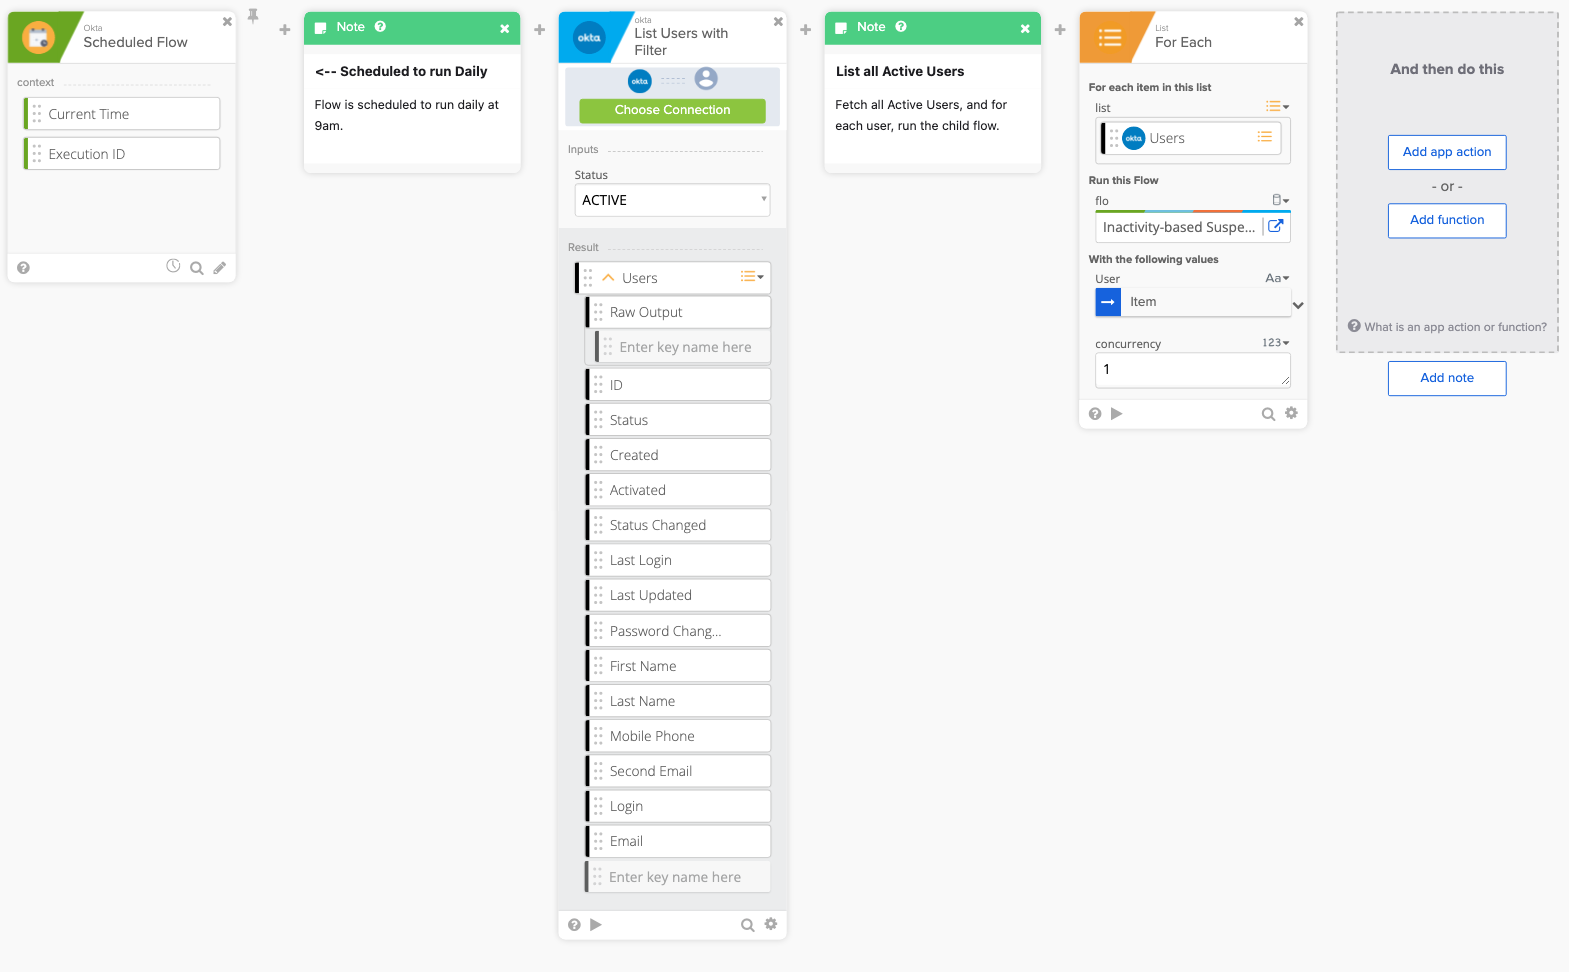 Okta
Scheduled Flow
context
Current Time
Execution ID
Note
<-- Scheduled to run Daily
Flow is scheduled to run daily at
9am.
okta
okta
List Users with
Filter
okta
Choose Connection
Inputs
Status
ACTIVE
Result
Users
Raw Output
Enter key name here
ID
Status
Created
Activated
Status Changed
Last Login
Last Updated
Password Chang...
First Name
Last Name
Mobile Phone
Second Email
Login
Email
Enter key name here
Note
List all Active Users
Fetch all Active Users, and for
each user, run the child flow.
List
For Each
For each item in this list
list
okta Users
Run this Flow
flo
Inactivity-based Suspe...
With the following values
User Aa
Item
concurrency 123
1
And then do this
Add app action
- or -
Add function
What is an app action or function?
Add note